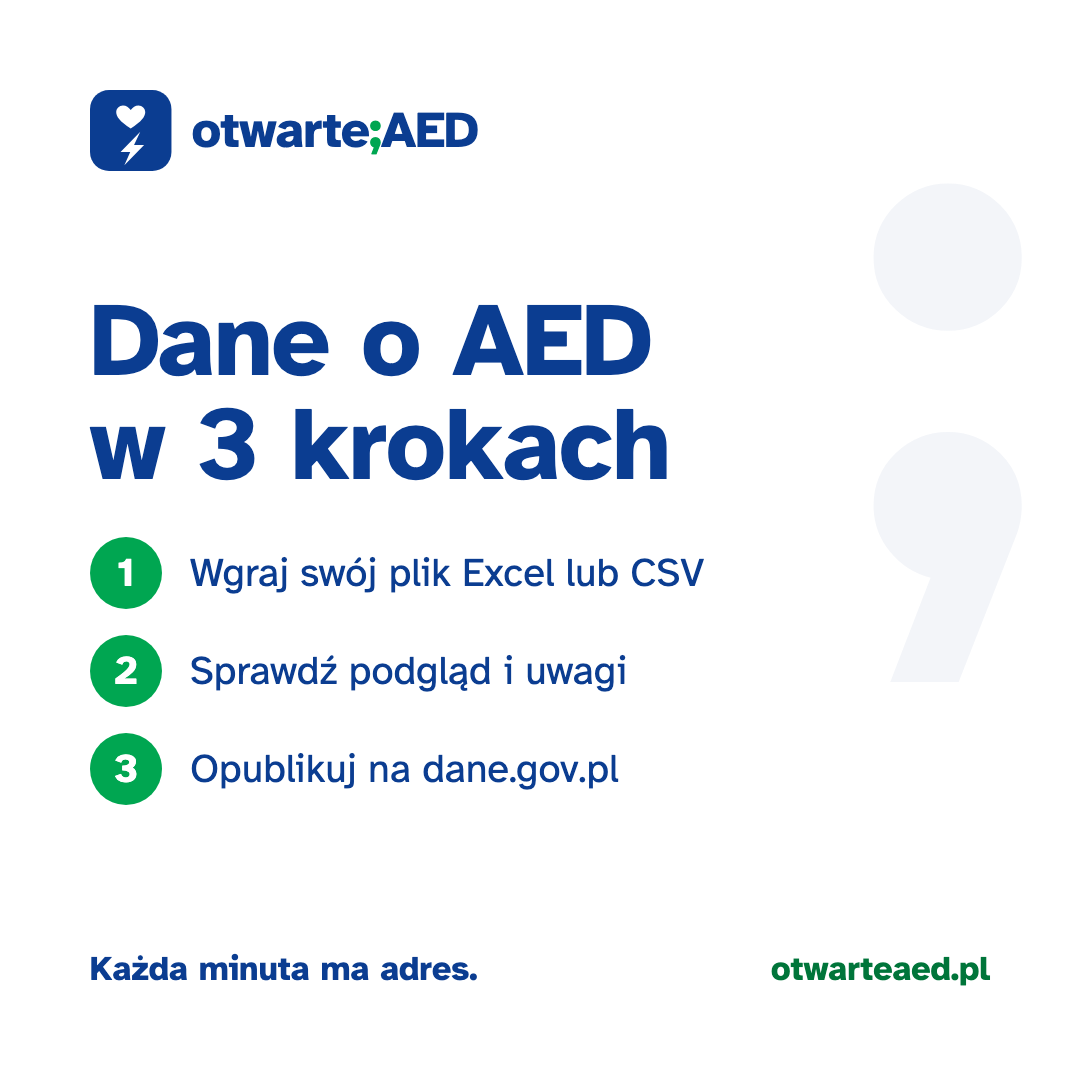 otwarte;AED
Dane o AED
w 3 krokach
1 Wgraj swój plik Excel lub CSV
2 Sprawdź podgląd i uwagi
3 Opublikuj na dane.gov.pl
Każda minuta ma adres.
otwarteaed.pl